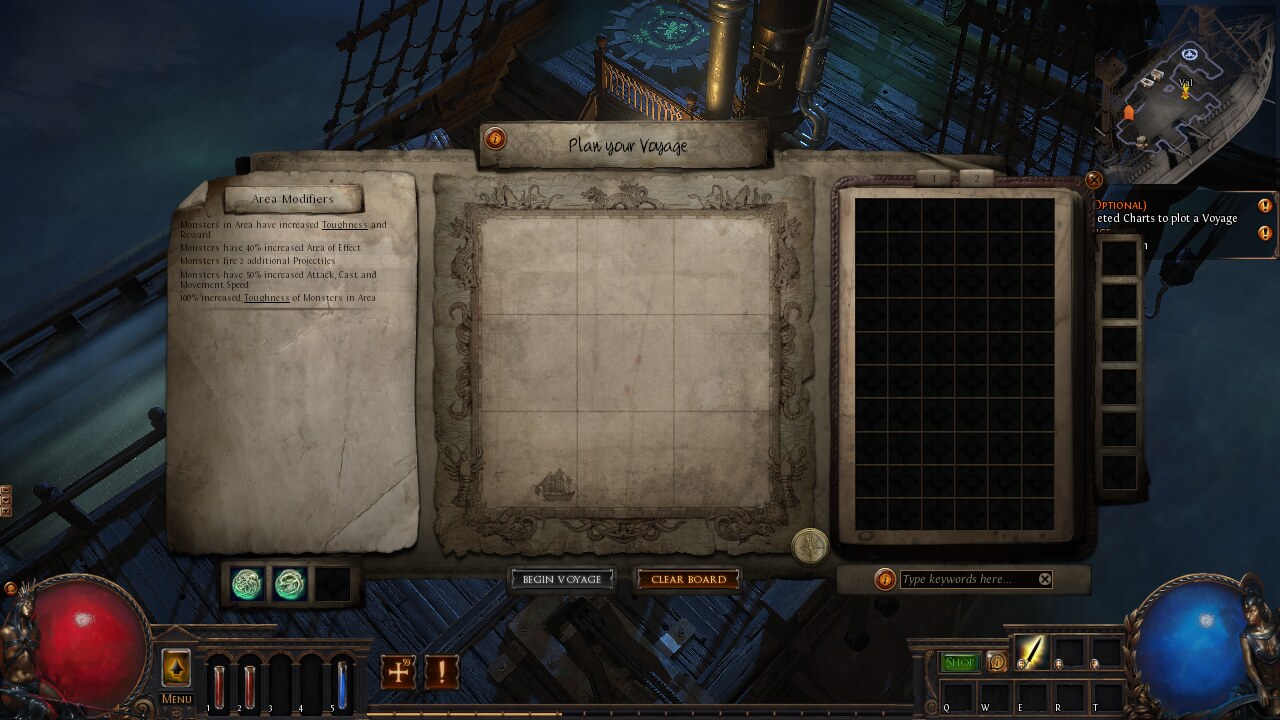 Plan your Voyage
Val
Area Modifiers
Monsters in Area have increased Toughness and
Reward
Monsters have 40% increased Area of Effect
Monsters fire 2 additional Projectiles
Monsters have 50% increased Attack, Cast and
Movement Speed
100% increased Toughness of Monsters in Area
1
2
OPTIONAL)
eted Charts to plot a Voyage
BEGIN VOYAGE
CLEAR BOARD
Type keywords here...
MENU
1 2 3 4 5
SHOP
Q W E R T